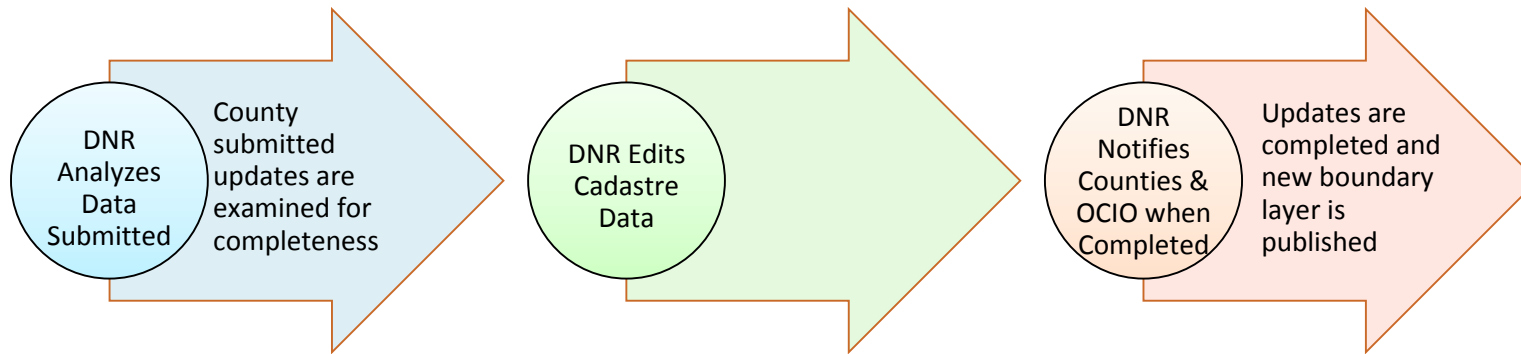 DNR
Analyzes
Data
Submitted
County
submitted
updates are
examined for
completeness
DNR Edits
Cadastre
Data
DNR
Notifies
Counties &
OCIO when
Completed
Updates are
completed and
new boundary
layer is
published